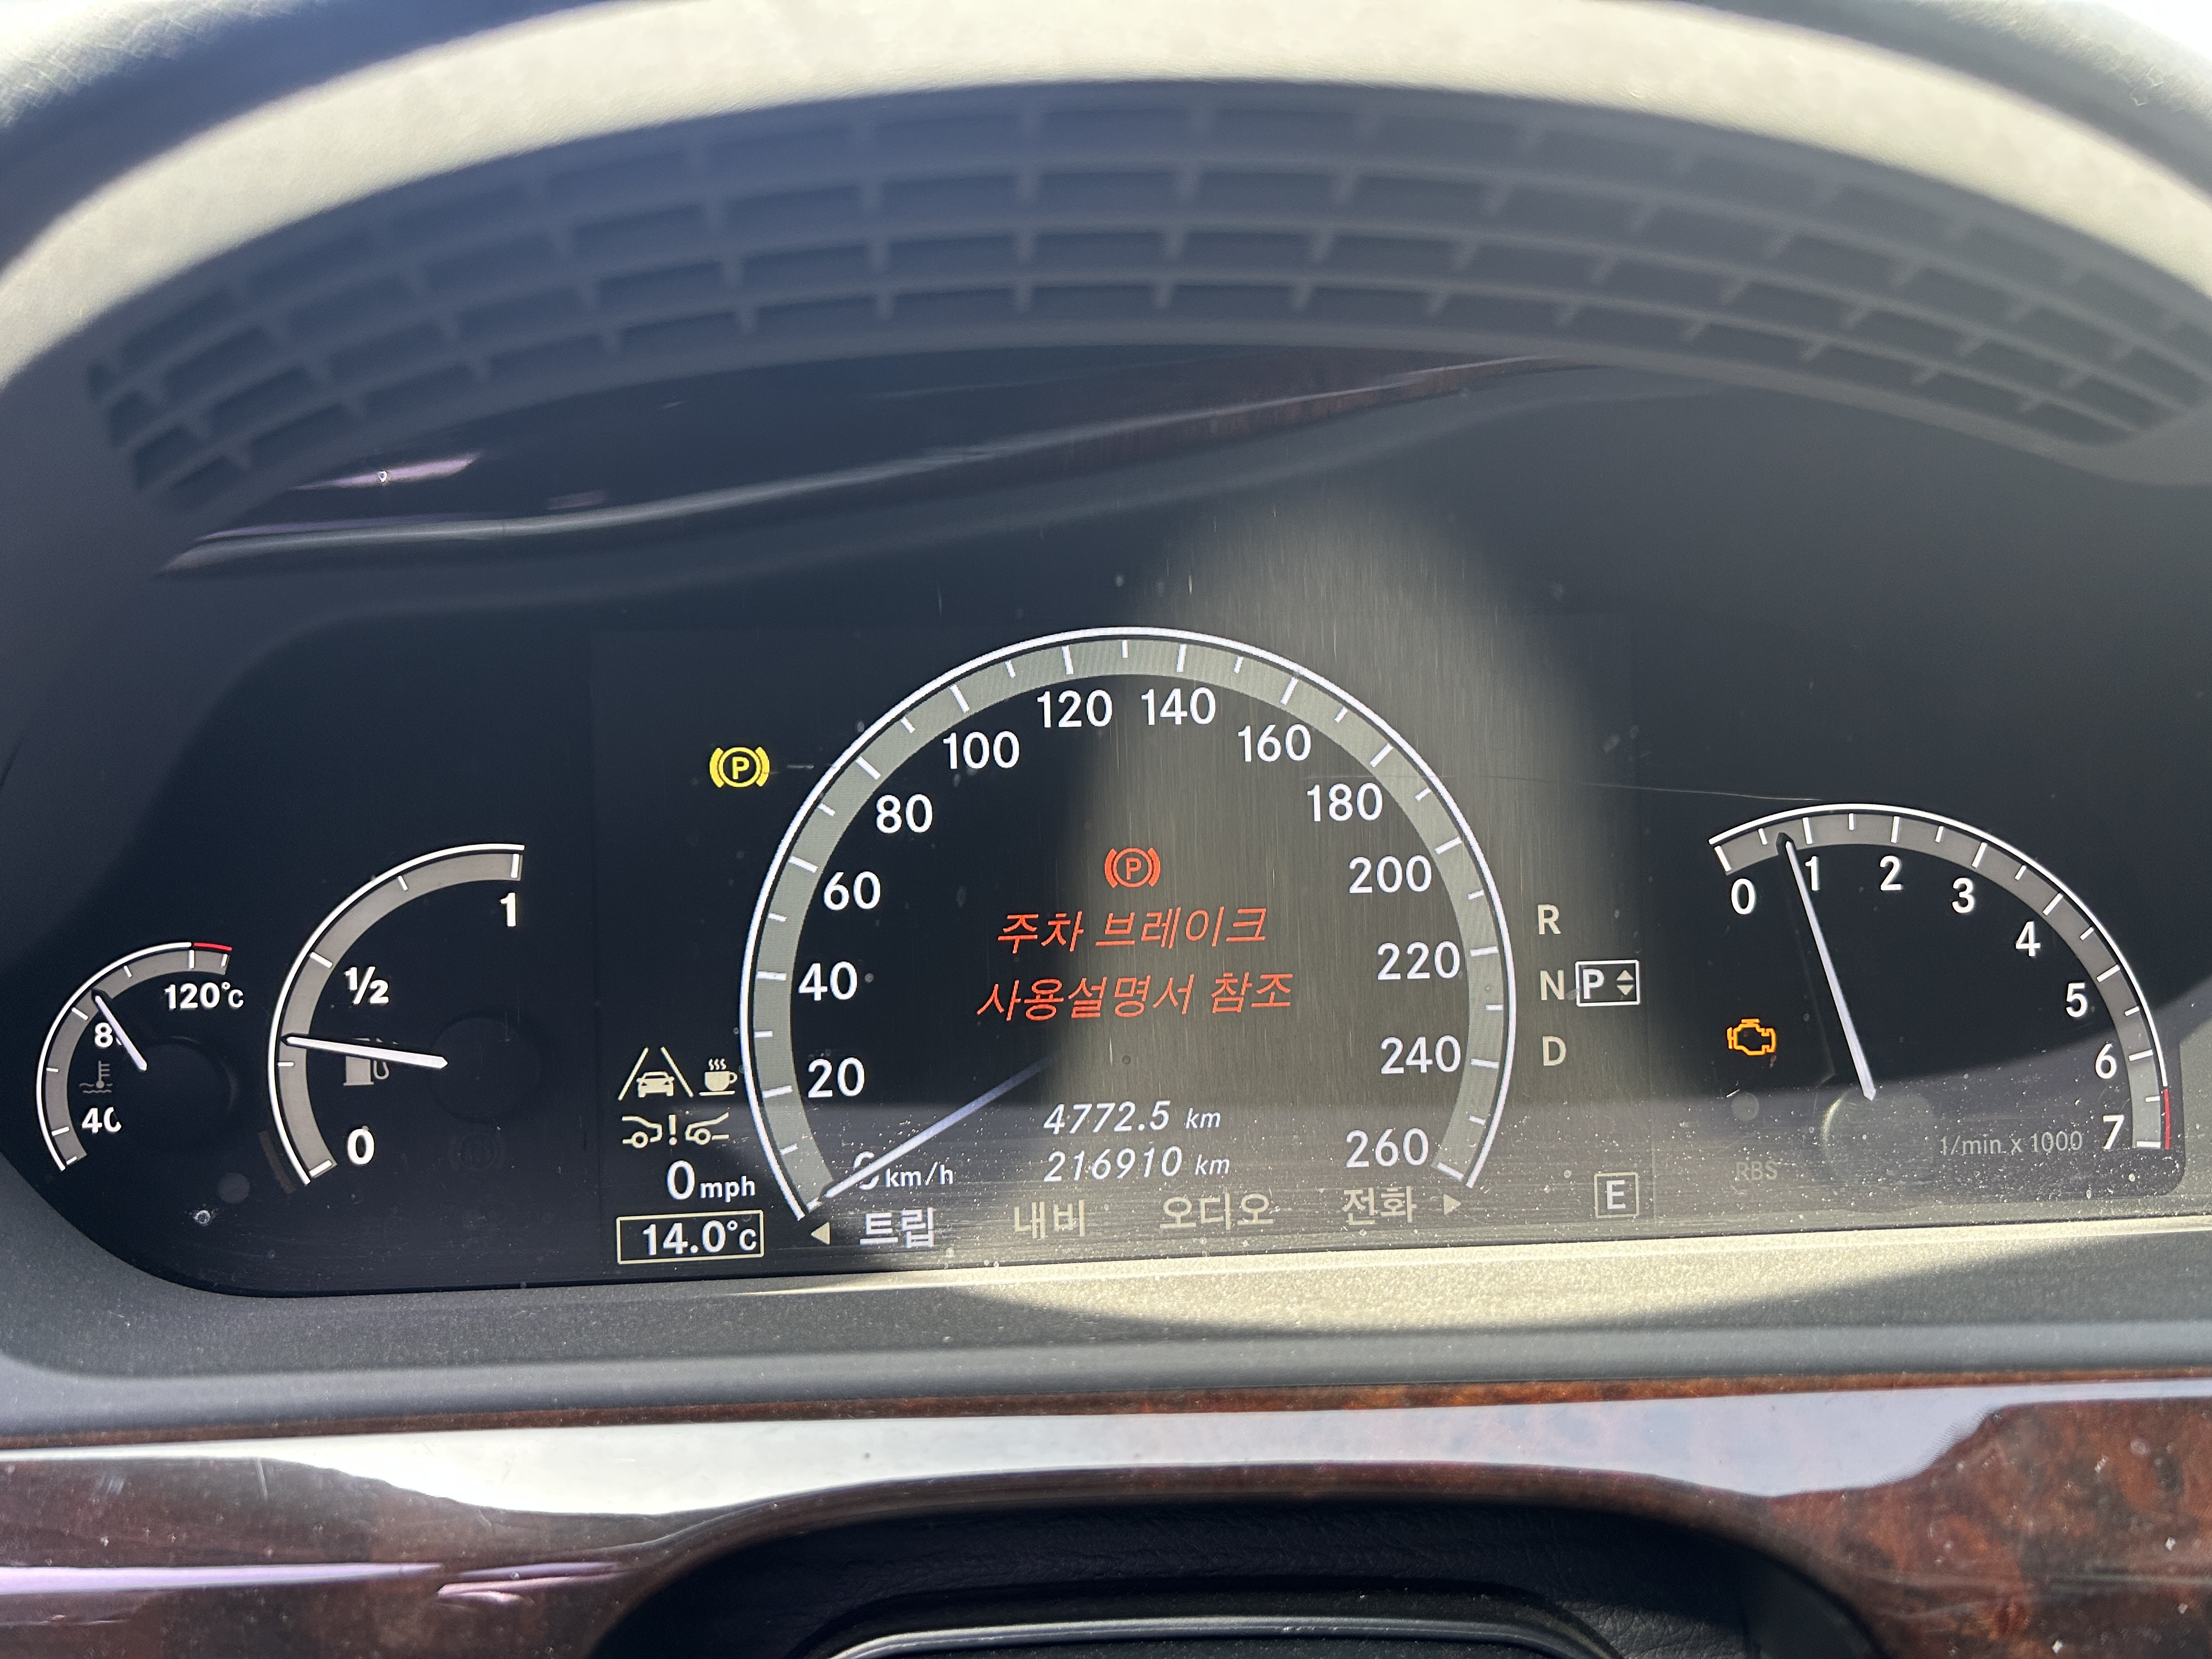 P
120 140
100 160
80 180
60 200
40 220
20 240
260
km/h
P
주차 브레이크
사용설명서 참조
4772.5 km
216910 km
◀ 트립 내비 오디오 전화 ▶
1
½
0
120°C
40
0 mph
14.0°C
R
N P
D
E
0 1 2 3 4 5 6 7
1/min x 1000
RBS